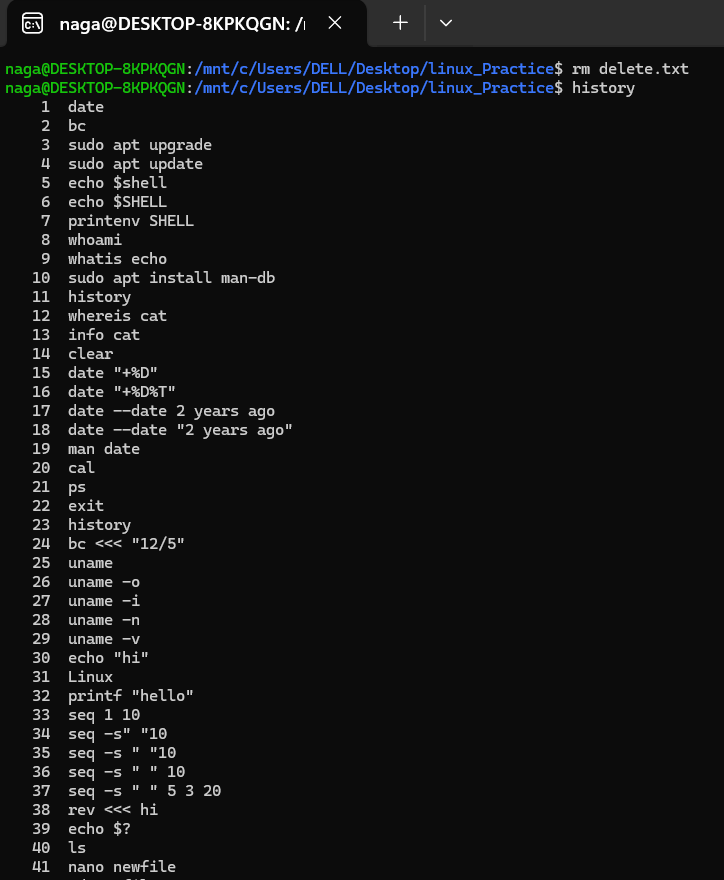 naga@DESKTOP-8KPKQGN: /
naga@DESKTOP-8KPKQGN:/mnt/c/Users/DELL/Desktop/linux_Practice$ rm delete.txt
naga@DESKTOP-8KPKQGN:/mnt/c/Users/DELL/Desktop/linux_Practice$ history
1 date
2 bc
3 sudo apt upgrade
4 sudo apt update
5 echo $shell
6 echo $SHELL
7 printenv SHELL
8 whoami
9 whatis echo
10 sudo apt install man-db
11 history
12 whereis cat
13 info cat
14 clear
15 date "+%D"
16 date "+%D%T"
17 date --date 2 years ago
18 date --date "2 years ago"
19 man date
20 cal
21 ps
22 exit
23 history
24 bc <<< "12/5"
25 uname
26 uname -o
27 uname -i
28 uname -n
29 uname -v
30 echo "hi"
31 Linux
32 printf "hello"
33 seq 1 10
34 seq -s" "10
35 seq -s " "10
36 seq -s " " 10
37 seq -s " " 5 3 20
38 rev <<< hi
39 echo $?
40 ls
41 nano newfile